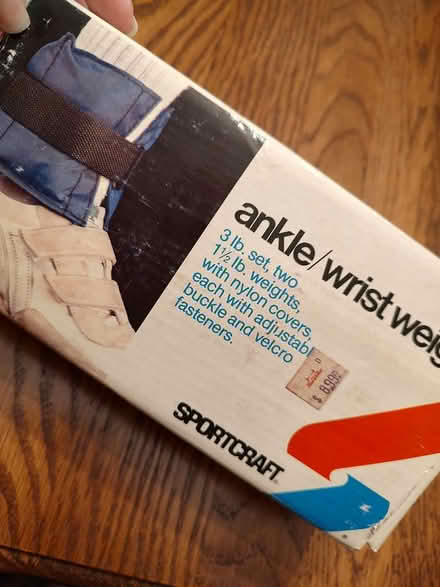 ankle/wrist weig
3 lb. set, two
1½ lb. weights,
with nylon covers,
each with adjustab
buckle and velcro
fasteners.
D
$ 8.99
SPORTCRAFT